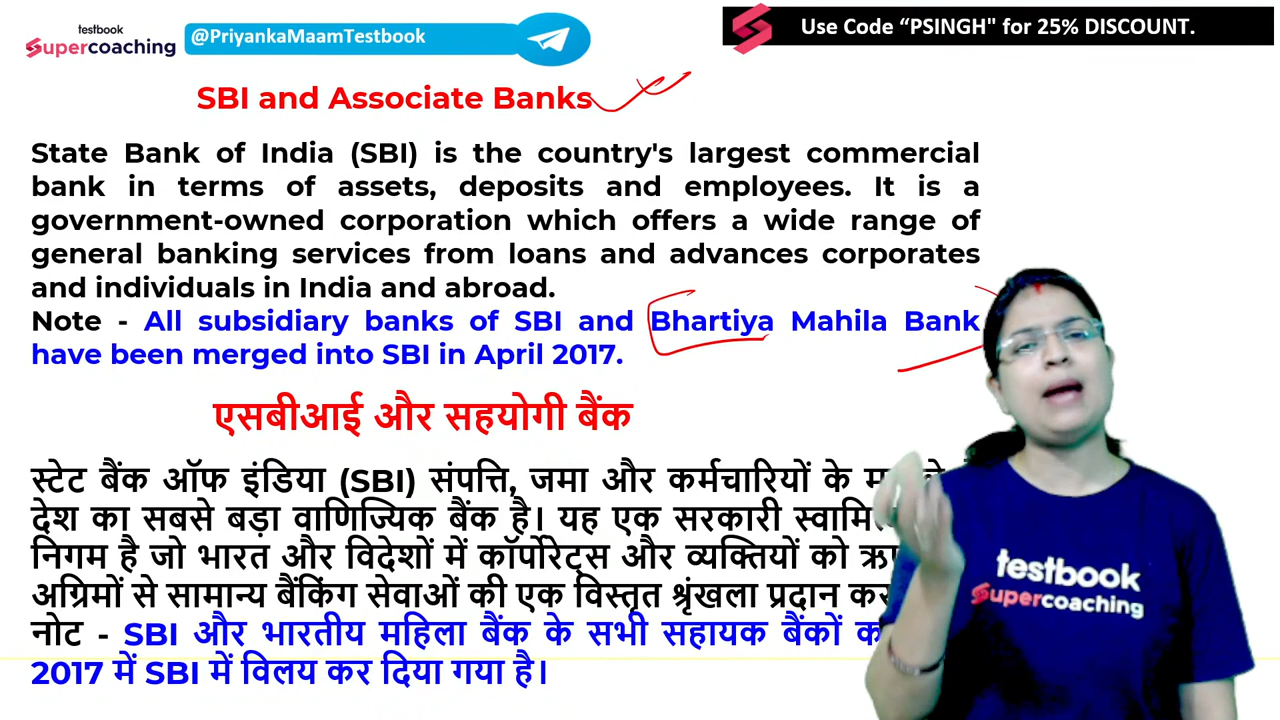 testbook
Supercoaching
@PriyankaMaamTestbook
Use Code “PSINGH" for 25% DISCOUNT.
SBI and Associate Banks
State Bank of India (SBI) is the country's largest commercial
bank in terms of assets, deposits and employees. It is a
government-owned corporation which offers a wide range of
general banking services from loans and advances corporates
and individuals in India and abroad.
Note - All subsidiary banks of SBI and Bhartiya Mahila Bank
have been merged into SBI in April 2017.
एसबीआई और सहयोगी बैंक
स्टेट बैंक ऑफ इंडिया (SBI) संपत्ति, जमा और कर्मचारियों के
देश का सबसे बड़ा वाणिज्यिक बैंक है। यह एक सरकारी
निगम है जो भारत और विदेशों में कॉर्पोरेट्स और व्यक्तियों को
अग्रिमों से सामान्य बैंकिंग सेवाओं की एक विस्तृत श्रृंखला प्रदान
नोट - SBI और भारतीय महिला बैंक के सभी सहायक बैंकों
2017 में SBI में विलय कर दिया गया है।
testbook
Supercoaching